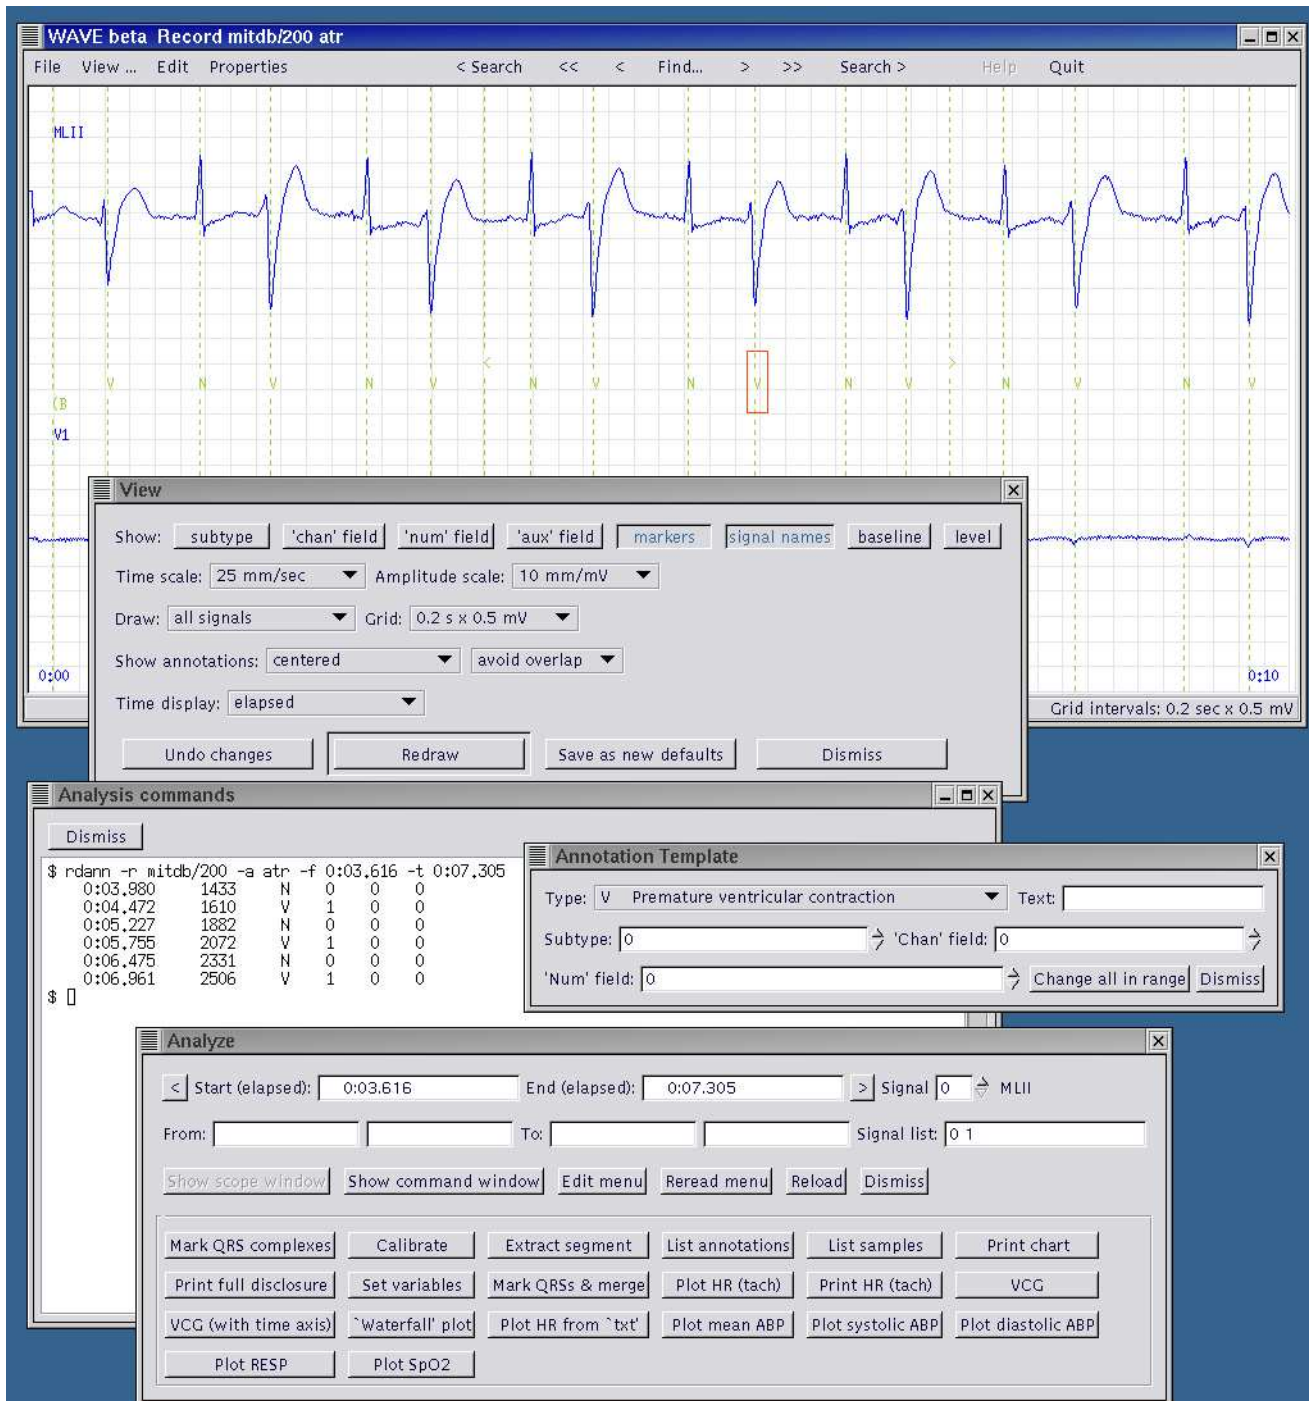 WAVE beta Record mitdb/200 atr
File View ... Edit Properties < Search << < Find... > >> Search > Help Quit
MLII
< >
V N V N V N V N V N V N V N V
(B
V1
View
Show: subtype 'chan' field 'num' field 'aux' field markers signal names baseline level
Time scale: 25 mm/sec Amplitude scale: 10 mm/mV
Draw: all signals Grid: 0.2 s x 0.5 mV
Show annotations: centered avoid overlap
0:00 0:10
Time display: elapsed
Grid intervals: 0.2 sec x 0.5 mV
Undo changes Redraw Save as new defaults Dismiss
Analysis commands
Dismiss
$ rdann -r mitdb/200 -a atr -f 0:03.616 -t 0:07.305
0:03.980 1433 N 0 0 0
0:04.472 1610 V 1 0 0
0:05.227 1882 N 0 0 0
0:05.755 2072 V 1 0 0
0:06.475 2331 N 0 0 0
0:06.961 2506 V 1 0 0
$
Annotation Template
Type: V Premature ventricular contraction Text:
Subtype: 0 'Chan' field: 0
'Num' field: 0 Change all in range Dismiss
Analyze
< Start (elapsed): 0:03.616 End (elapsed): 0:07.305 > Signal 0 MLII
From: To: Signal list: 0 1
Show scope window Show command window Edit menu Reread menu Reload Dismiss
Mark QRS complexes Calibrate Extract segment List annotations List samples Print chart
Print full disclosure Set variables Mark QRSs & merge Plot HR (tach) Print HR (tach) VCG
VCG (with time axis) `Waterfall' plot Plot HR from `txt' Plot mean ABP Plot systolic ABP Plot diastolic ABP
Plot RESP Plot SpO2